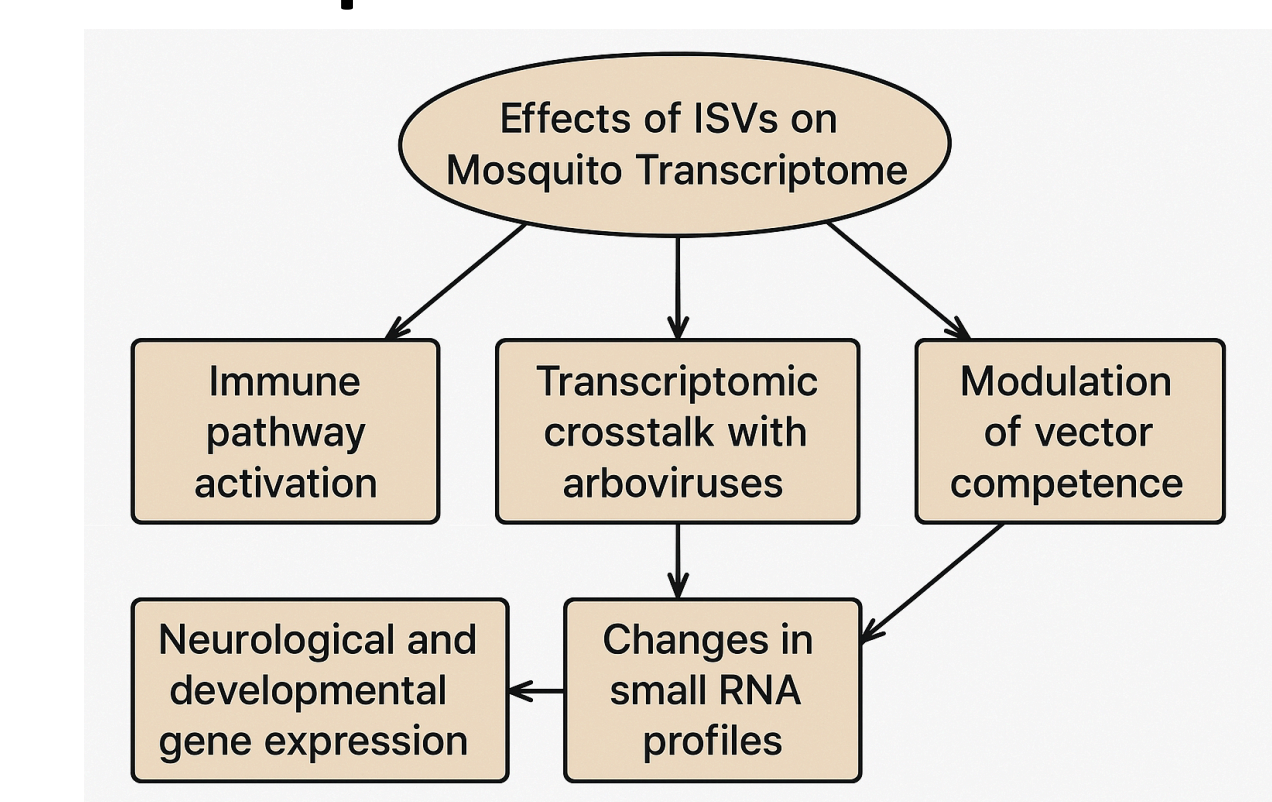 Effects of ISVs on
Mosquito Transcriptome
Immune
pathway
activation
Transcriptomic
crosstalk with
arboviruses
Modulation
of vector
competence
Neurological and
developmental
gene expression
Changes in
small RNA
profiles